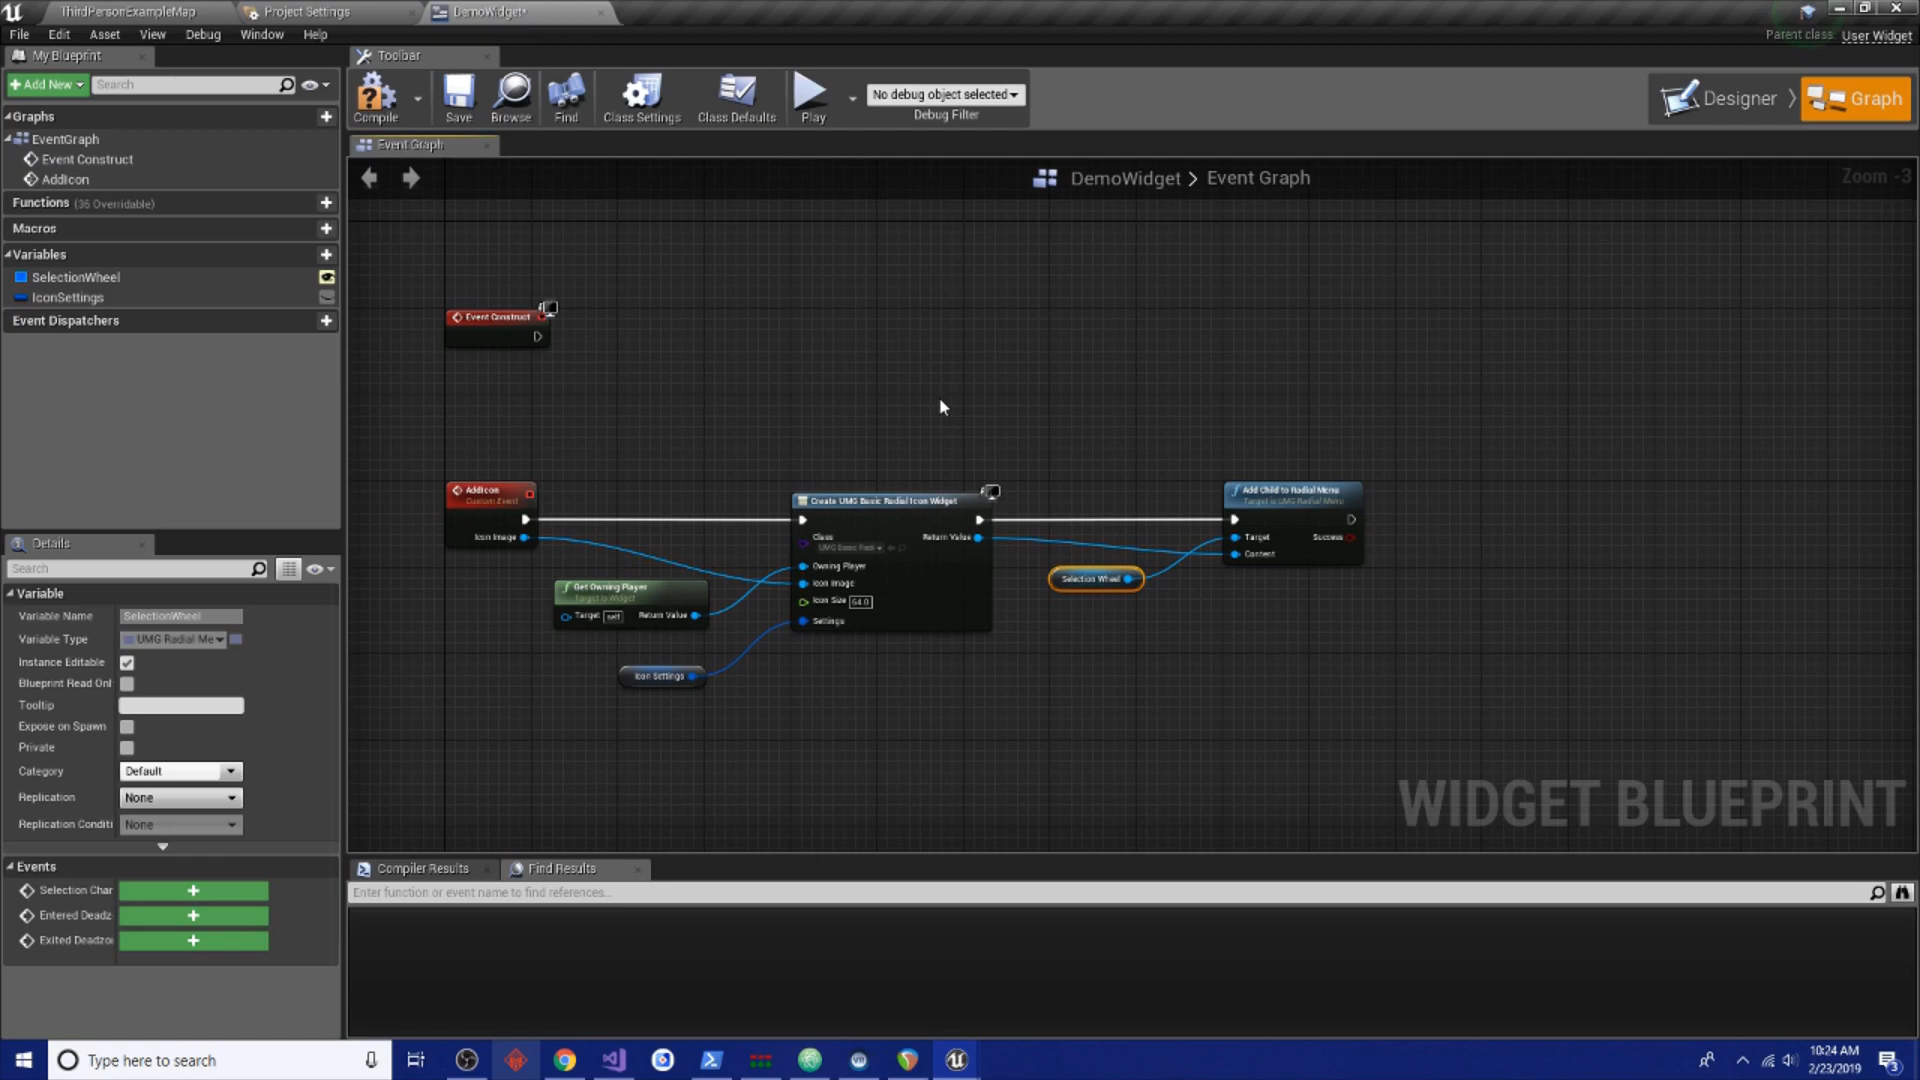 ThirdPersonExampleMap
Project Settings
DemoWidget*
File Edit Asset View Debug Window Help
Parent class: User Widget
My Blueprint
Toolbar
+ Add New
Search
Compile
Save
Browse
Find
Class Settings
Class Defaults
Play
No debug object selected
Debug Filter
Designer
Graph
Graphs
EventGraph
Event Construct
AddIcon
Functions (36 Overridable)
Macros
Variables
SelectionWheel
IconSettings
Event Dispatchers
Event Graph
DemoWidget > Event Graph
Zoom -3
Event Construct
AddIcon
Custom Event
Icon Image
Get Owning Player
Target is Widget
Target self Return Value
Icon Settings
Create UMG Basic Radial Icon Widget
Class Return Value
UMG Basic Radi
Owning Player
Icon Image
Icon Size 64.0
Settings
Selection Wheel
Add Child to Radial Menu
Target is UMG Radial Menu
Target Success
Content
WIDGET BLUEPRINT
Details
Search
Variable
Variable Name SelectionWheel
Variable Type UMG Radial Me
Instance Editable
Blueprint Read Onl
Tooltip
Expose on Spawn
Private
Category Default
Replication None
Replication Conditi None
Events
Selection Char
Entered Deadz
Exited Deadzo
Compiler Results
Find Results
Enter function or event name to find references...
Type here to search
10:24 AM
2/23/2019
3